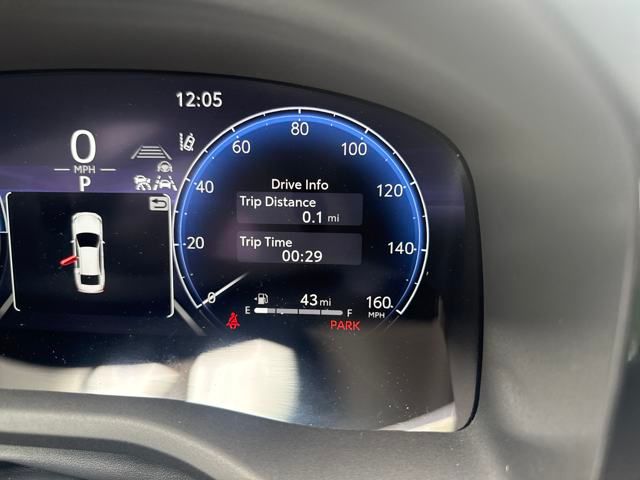 12:05
0
MPH
P
0
20
40
60
80
100
120
140
160
MPH
Drive Info
Trip Distance
0.1 mi
Trip Time
00:29
43 mi
E F
PARK